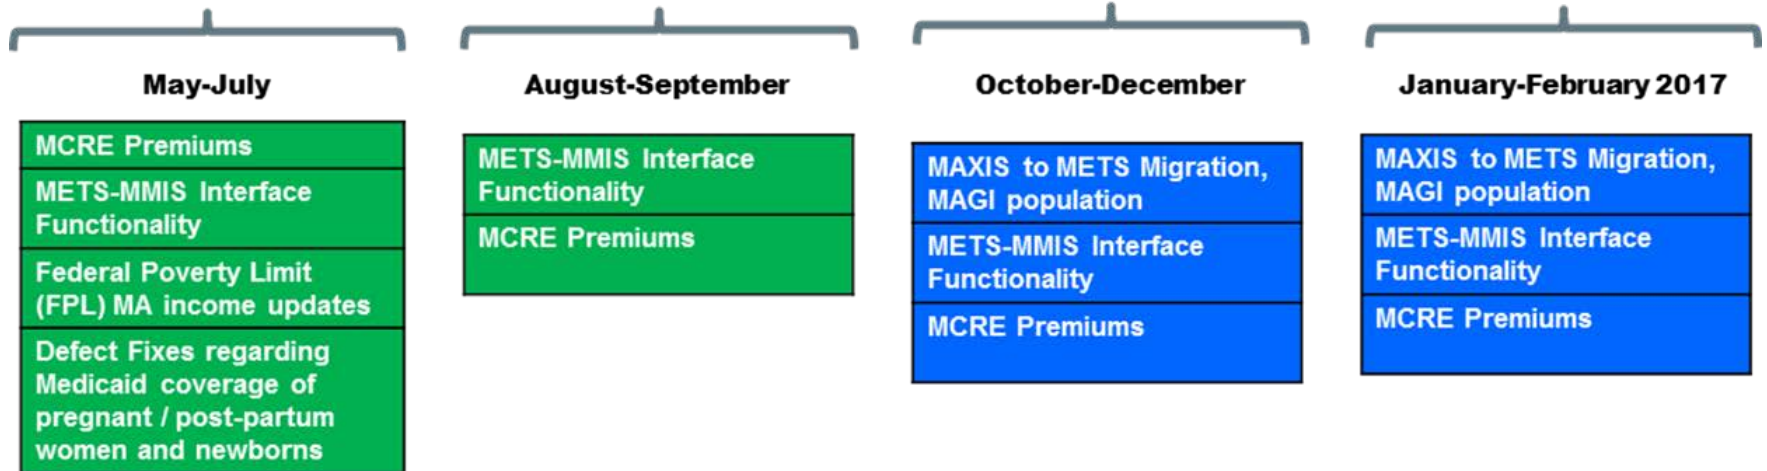 May-July
MCRE Premiums
METS-MMIS Interface
Functionality
Federal Poverty Limit
(FPL) MA income updates
Defect Fixes regarding
Medicaid coverage of
pregnant / post-partum
women and newborns
August-September
METS-MMIS Interface
Functionality
MCRE Premiums
October-December
MAXIS to METS Migration,
MAGI population
METS-MMIS Interface
Functionality
MCRE Premiums
January-February 2017
MAXIS to METS Migration,
MAGI population
METS-MMIS Interface
Functionality
MCRE Premiums